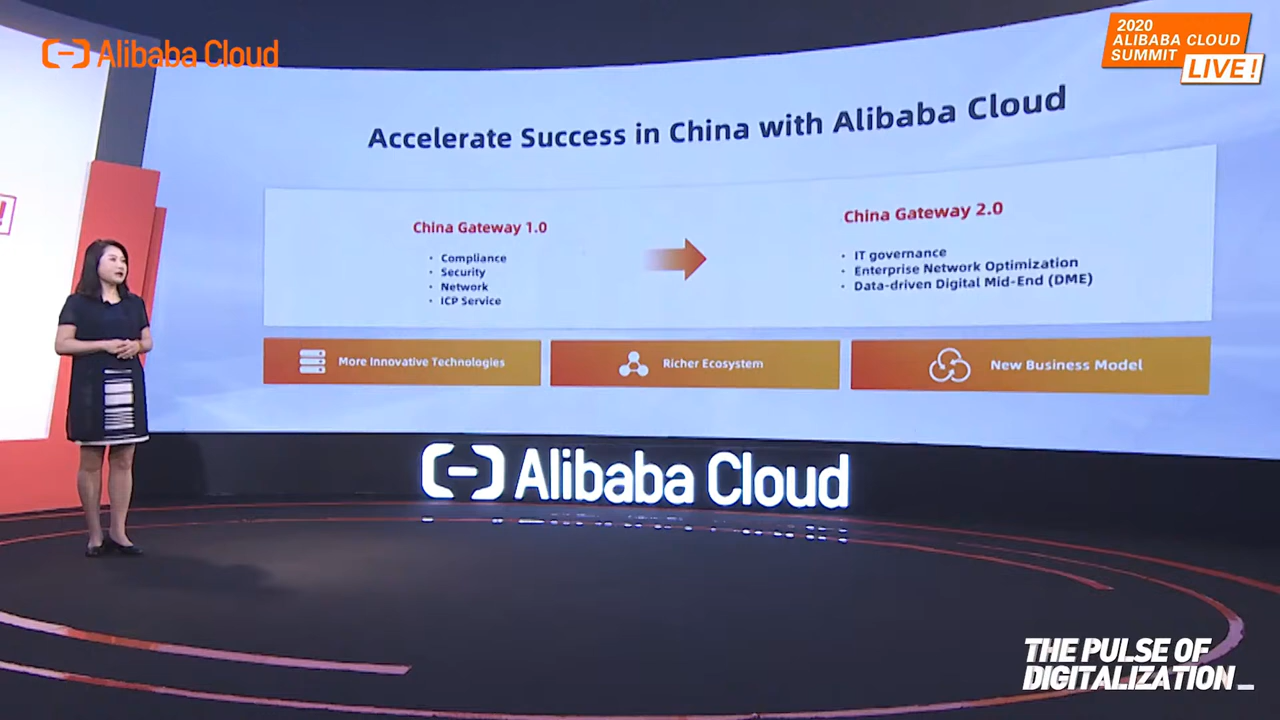 Alibaba Cloud
2020
ALIBABA CLOUD
SUMMIT
LIVE!
Accelerate Success in China with Alibaba Cloud
China Gateway 1.0
· Compliance
· Security
· Network
· ICP Service
China Gateway 2.0
· IT governance
· Enterprise Network Optimization
· Data-driven Digital Mid-End (DME)
More Innovative Technologies
Richer Ecosystem
New Business Model
!
Alibaba Cloud
THE PULSE OF
DIGITALIZATION_